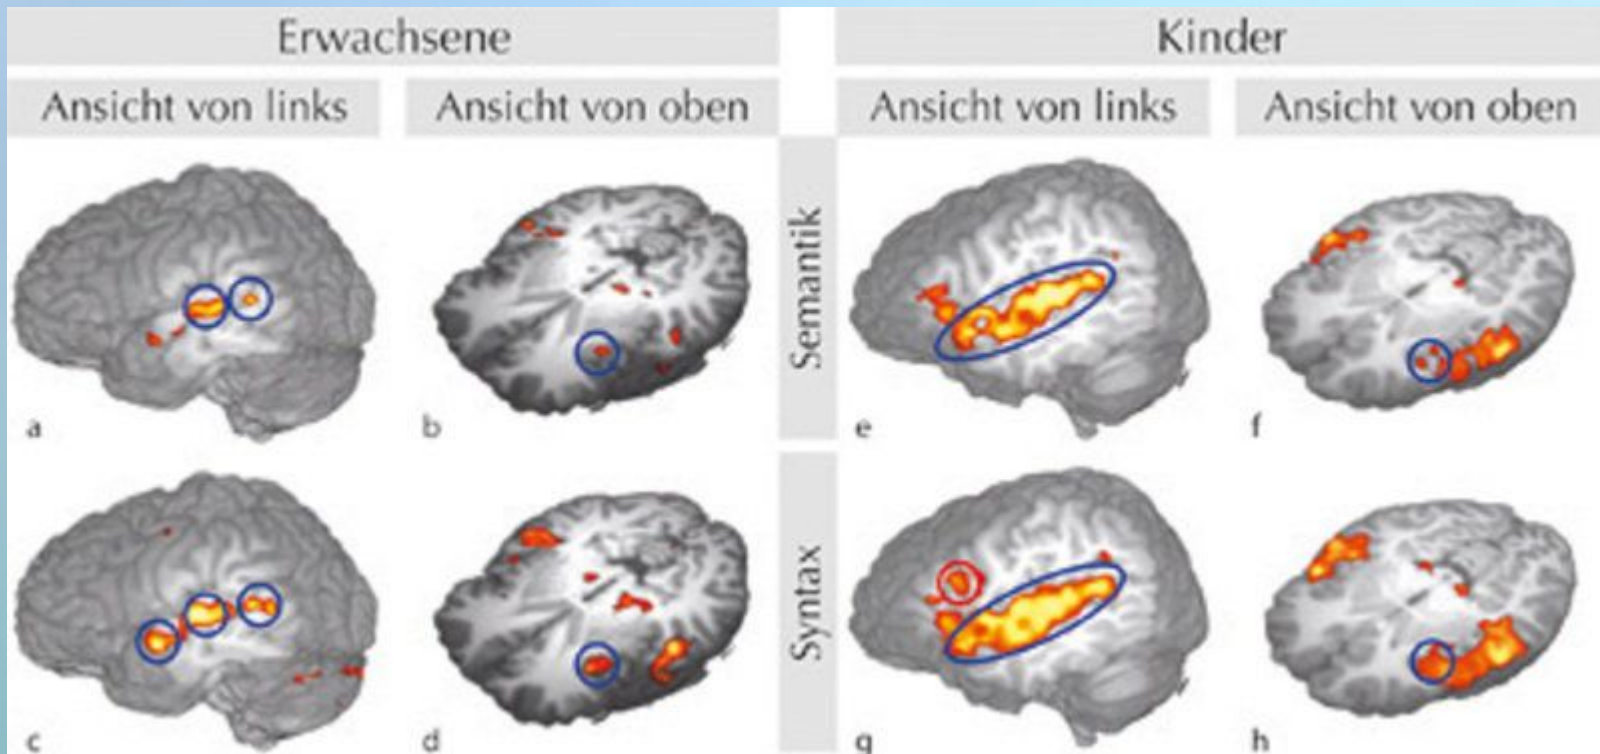 Erwachsene
Kinder
Ansicht von links
Ansicht von oben
Ansicht von links
Ansicht von oben
Semantik
a
b
e
f
Syntax
c
d
g
h